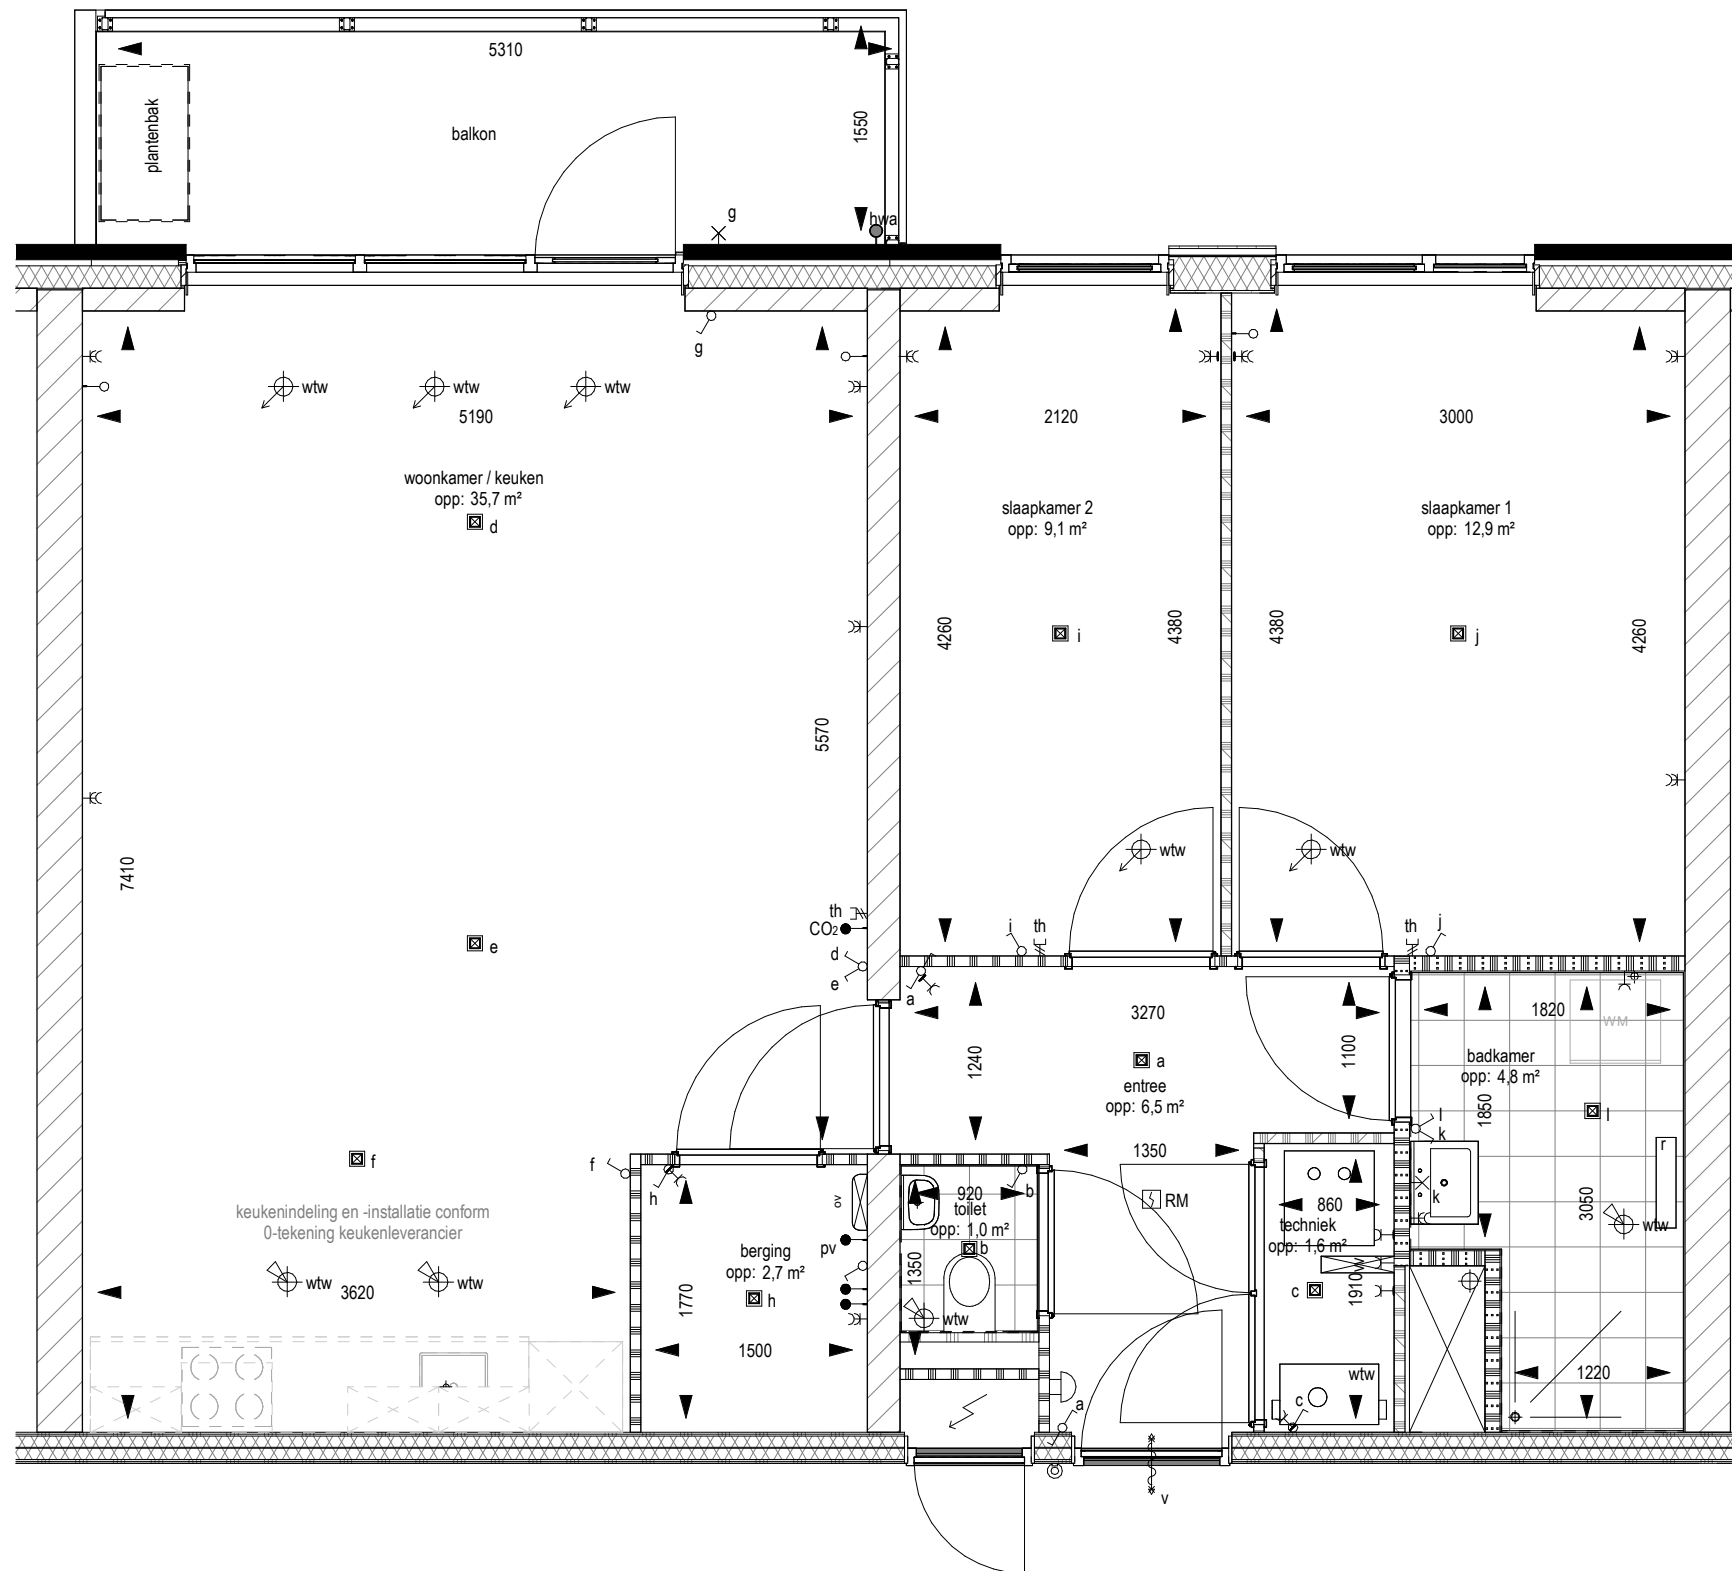 5310
plantenbak
balkon
1550
g
hwa
g
wtw
wtw
wtw
5190
2120
3000
woonkamer / keuken
opp: 35,7 m²
d
slaapkamer 2
opp: 9,1 m²
slaapkamer 1
opp: 12,9 m²
4260
i
4380
4380
j
4260
5570
7410
wtw
wtw
th
CO₂
d
e
e
i
th
th
j
a
3270
1820
WM
1240
a
1100
entree
opp: 6,5 m²
badkamer
opp: 4,8 m²
1850
l
l
k
f
f
1350
r
h
920
b
toilet
opp: 1,0 m²
b
RM
860
techniek
opp: 1,6 m²
k
3050
wtw
keukenindeling en -installatie conform
0-tekening keukenleverancier
ov
pv
berging
opp: 2,7 m²
h
1350
c
1910
wtw
wtw
3620
1770
wtw
1500
wtw
1220
a
c
v